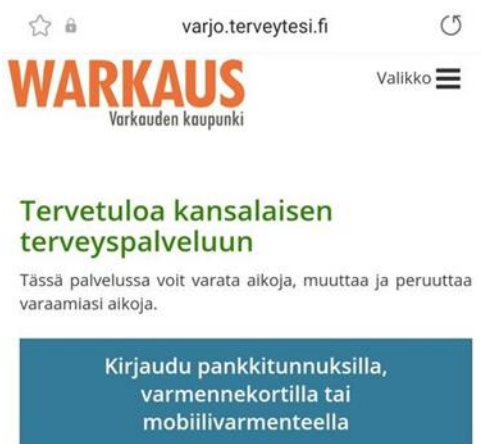 varjo.terveytesi.fi
WARKAUS
Varkauden kaupunki
Valikko
Tervetuloa kansalaisen
terveyspalveluun
Tässä palvelussa voit varata aikoja, muuttaa ja peruuttaa
varaamiasi aikoja.
Kirjaudu pankkitunnuksilla,
varmennekortilla tai
mobiilivarmenteella